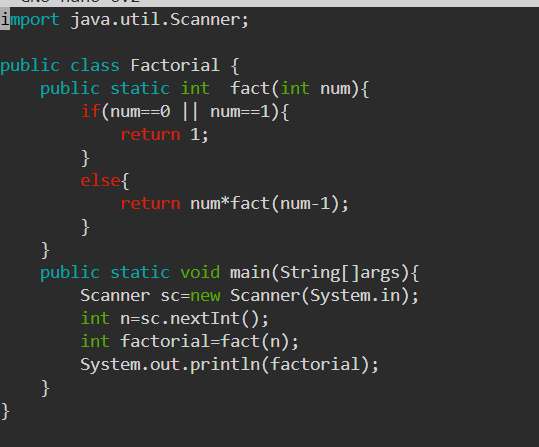 import java.util.Scanner;
public class Factorial {
    public static int  fact(int num){
        if(num==0 || num==1){
            return 1;
        }
        else{
            return num*fact(num-1);
        }
    }
    public static void main(String[]args){
        Scanner sc=new Scanner(System.in);
        int n=sc.nextInt();
        int factorial=fact(n);
        System.out.println(factorial);
    }
}